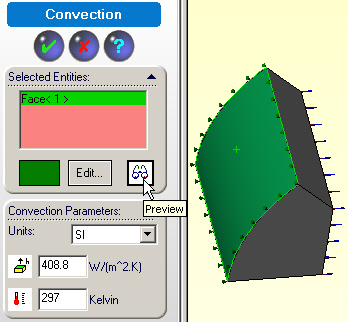 Convection
?
Selected Entities:
Face< 1 >
Edit...
Preview
Convection Parameters:
Units: SI
408.8 W/(m^2.K)
297 Kelvin